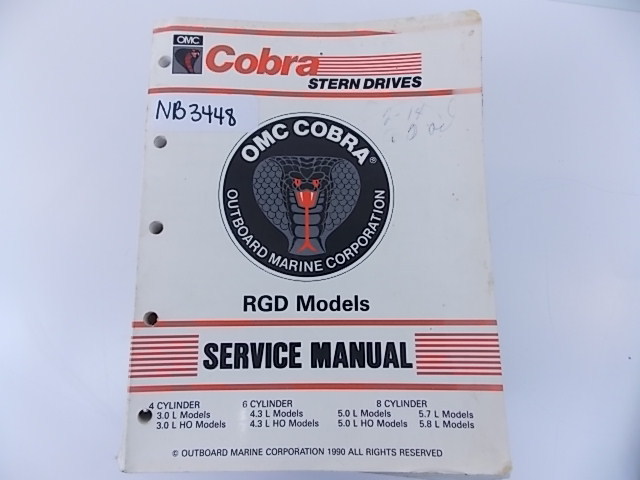 OMC
Cobra
STERN DRIVES
NB3448
OMC COBRA®
OUTBOARD MARINE CORPORATION
RGD Models
SERVICE MANUAL
4 CYLINDER
3.0 L Models
3.0 L HO Models
6 CYLINDER
4.3 L Models
4.3 L HO Models
8 CYLINDER
5.0 L Models 5.7 L Models
5.0 L HO Models 5.8 L Models
© OUTBOARD MARINE CORPORATION 1990 ALL RIGHTS RESERVED